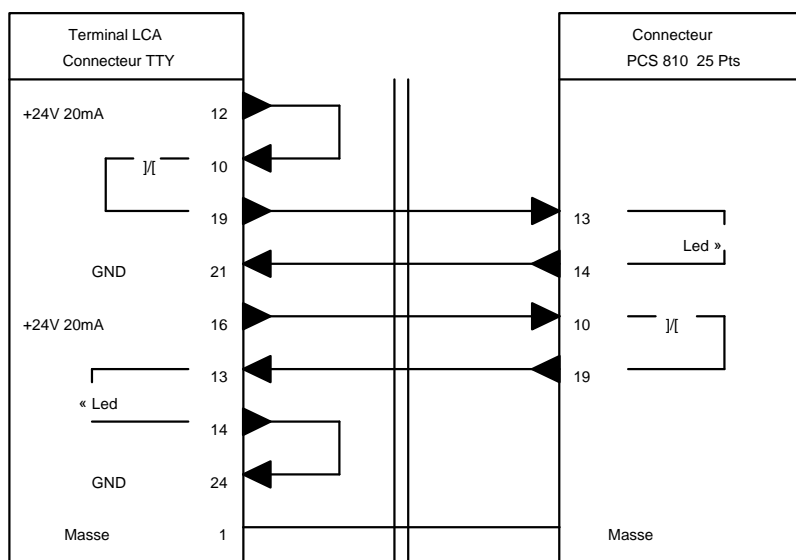 Terminal LCA
Connecteur TTY
Connecteur
PCS 810 25 Pts
+24V 20mA 12
]/[ 10
19 13
Led »
GND 21 14
+24V 20mA 16 10 ]/[
13 19
« Led
14
GND 24
Masse 1 Masse